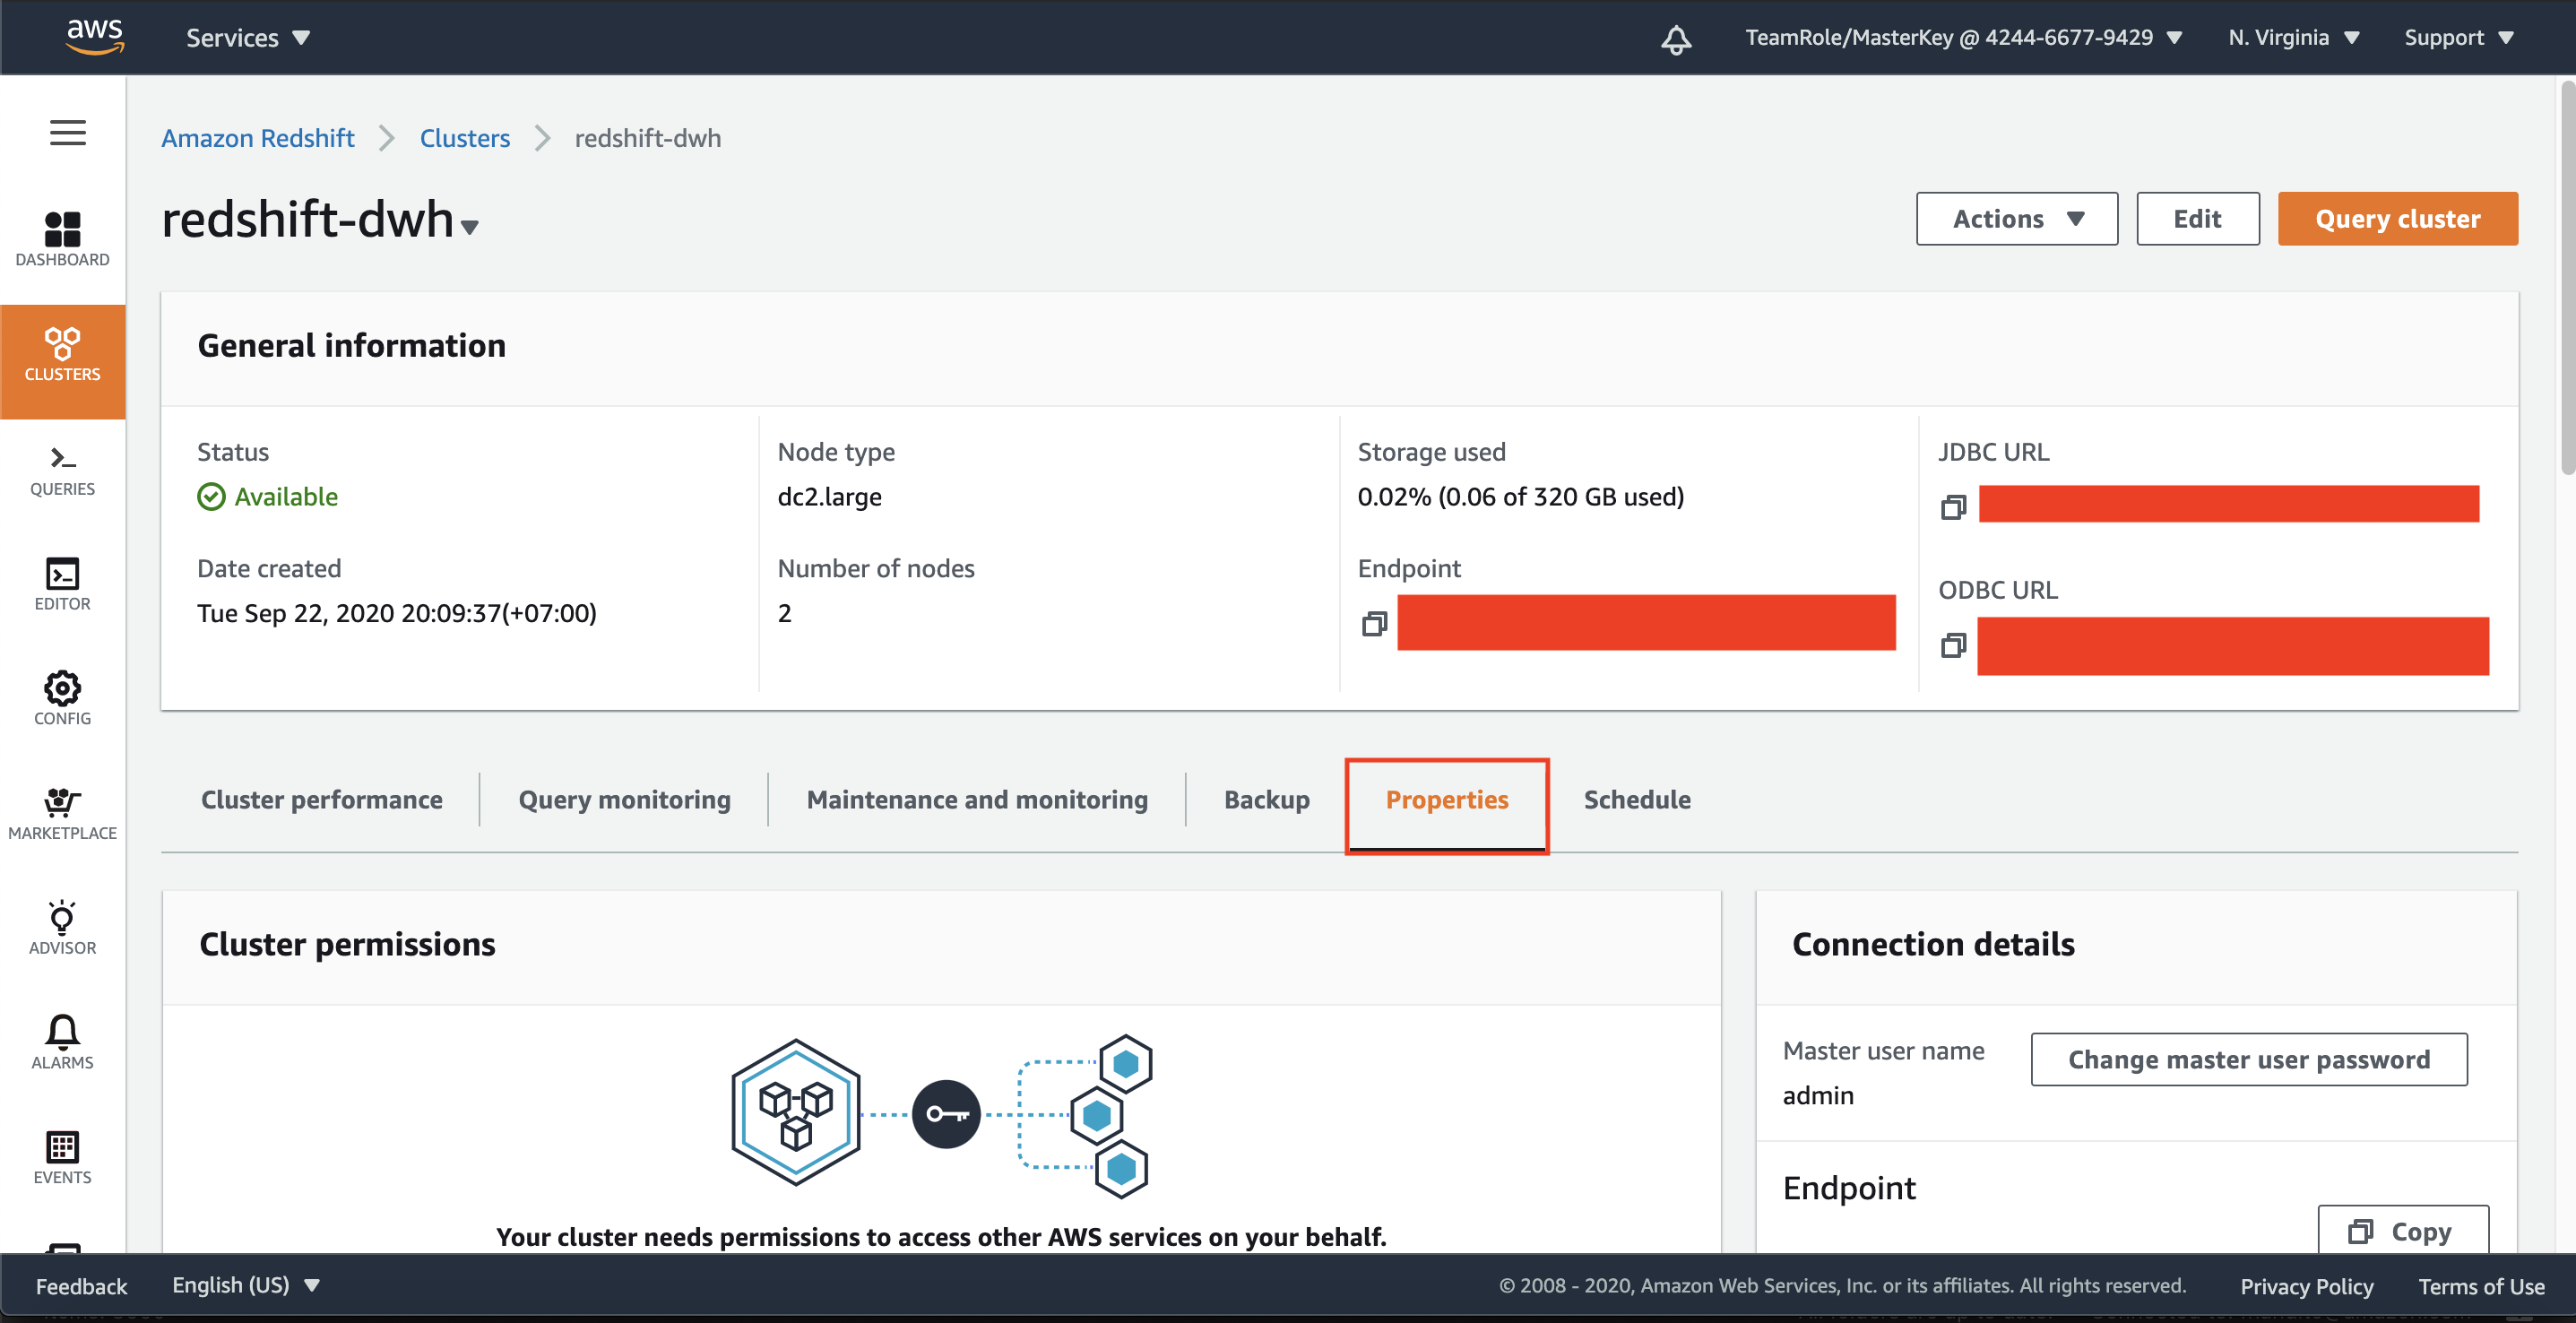 aws
Services
TeamRole/MasterKey @ 4244-6677-9429
N. Virginia
Support
Amazon Redshift
Clusters
redshift-dwh
redshift-dwh
Actions
Edit
Query cluster
DASHBOARD
CLUSTERS
QUERIES
EDITOR
CONFIG
MARKETPLACE
ADVISOR
ALARMS
EVENTS
General information
Status
Available
Date created
Tue Sep 22, 2020 20:09:37(+07:00)
Node type
dc2.large
Number of nodes
2
Storage used
0.02% (0.06 of 320 GB used)
Endpoint
JDBC URL
ODBC URL
Cluster performance
Query monitoring
Maintenance and monitoring
Backup
Properties
Schedule
Cluster permissions
Your cluster needs permissions to access other AWS services on your behalf.
Connection details
Master user name
admin
Change master user password
Endpoint
Copy
Feedback
English (US)
© 2008 - 2020, Amazon Web Services, Inc. or its affiliates. All rights reserved.
Privacy Policy
Terms of Use